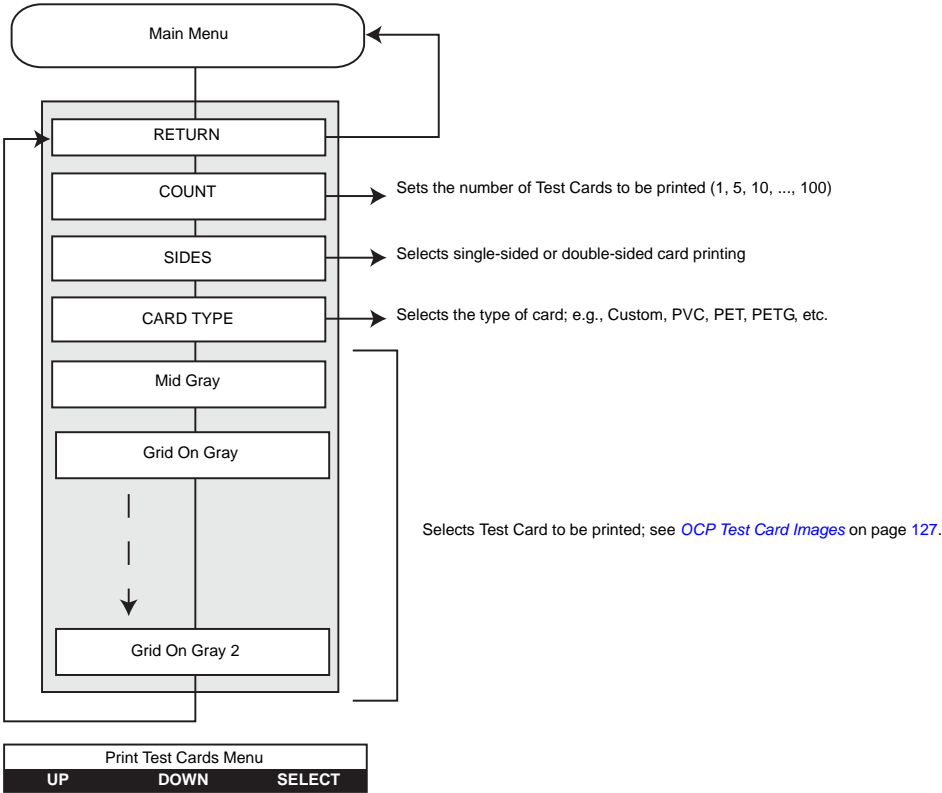 Main Menu
RETURN
COUNT
Sets the number of Test Cards to be printed (1, 5, 10, ..., 100)
SIDES
Selects single-sided or double-sided card printing
CARD TYPE
Selects the type of card; e.g., Custom, PVC, PET, PETG, etc.
Mid Gray
Grid On Gray
Selects Test Card to be printed; see OCP Test Card Images on page 127.
Grid On Gray 2
Print Test Cards Menu
UP DOWN SELECT